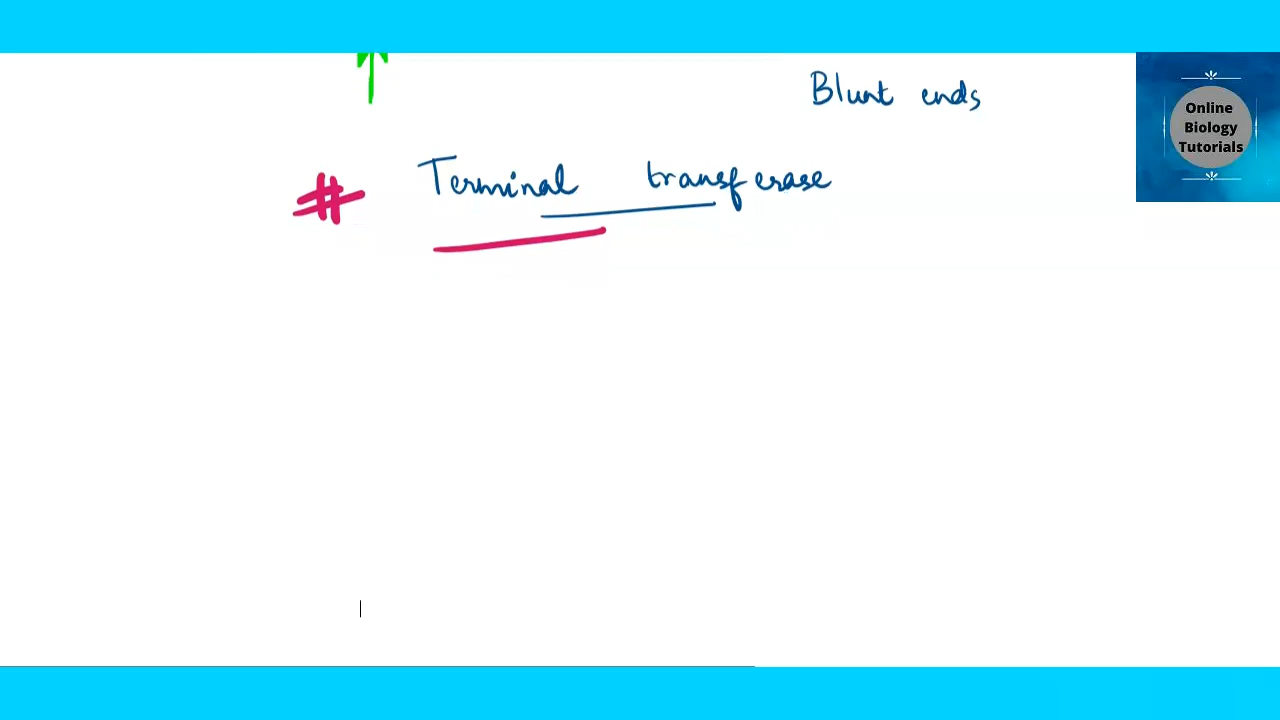 Blunt ends
Online
Biology
Tutorials
# Terminal transferase